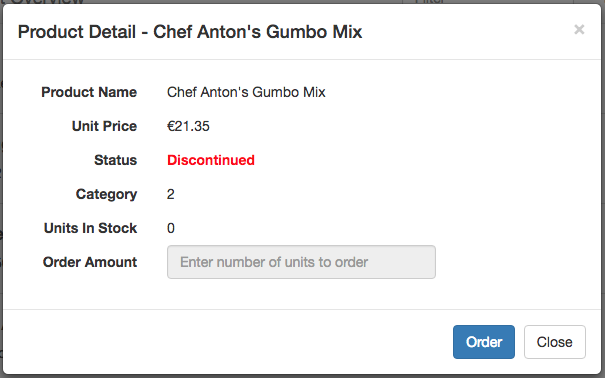 Product Detail - Chef Anton's Gumbo Mix ×
Product Name Chef Anton's Gumbo Mix
Unit Price €21.35
Status Discontinued
Category 2
Units In Stock 0
Order Amount Enter number of units to order
Order Close